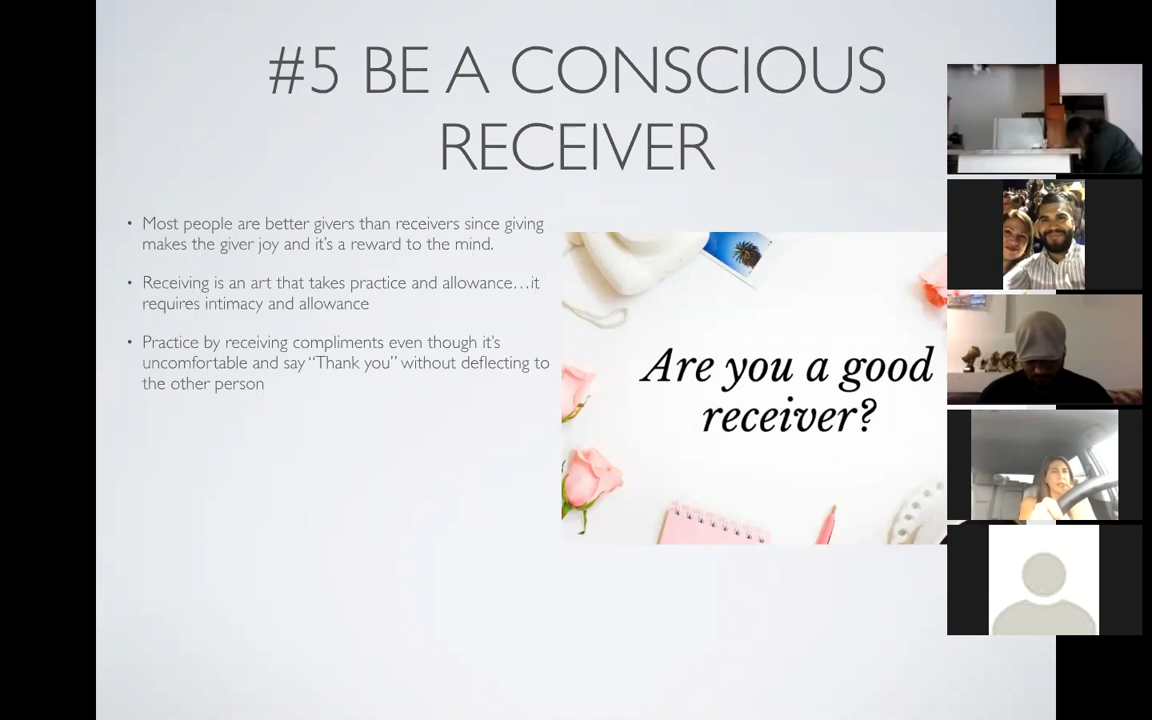 #5 BE A CONSCIOUS
RECEIVER
• Most people are better givers than receivers since giving
makes the giver joy and it's a reward to the mind.
• Receiving is an art that takes practice and allowance…it
requires intimacy and allowance
• Practice by receiving compliments even though it's
uncomfortable and say “Thank you” without deflecting to
the other person
Are you a good
receiver?